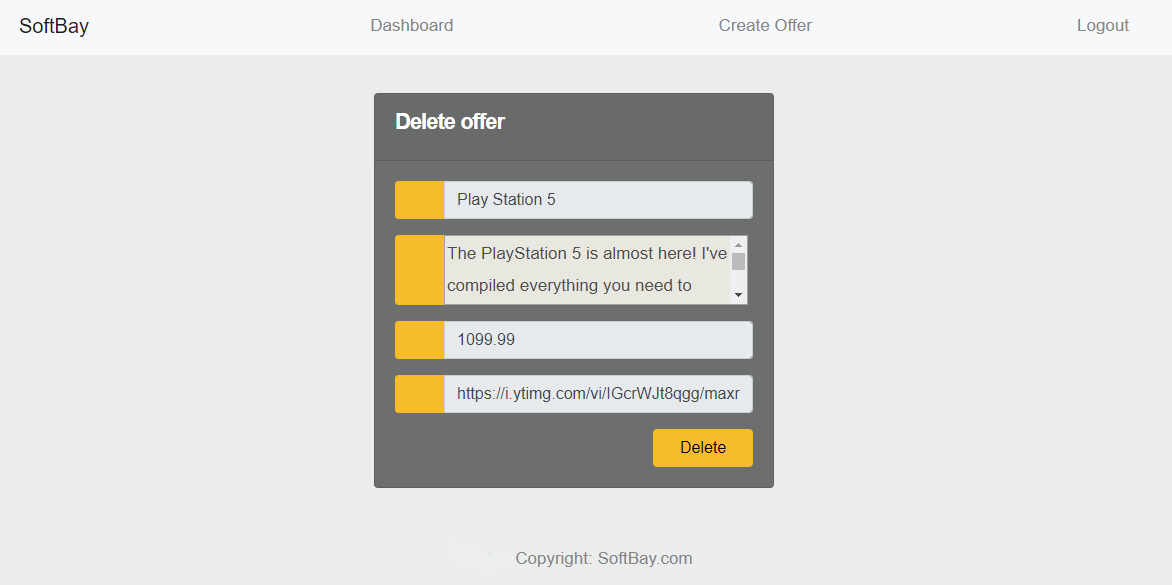 SoftBay Dashboard Create Offer Logout
Delete offer
Play Station 5
The PlayStation 5 is almost here! I've
compiled everything you need to
1099.99
https://i.ytimg.com/vi/IGcrWJt8qgg/maxr
Delete
Copyright: SoftBay.com